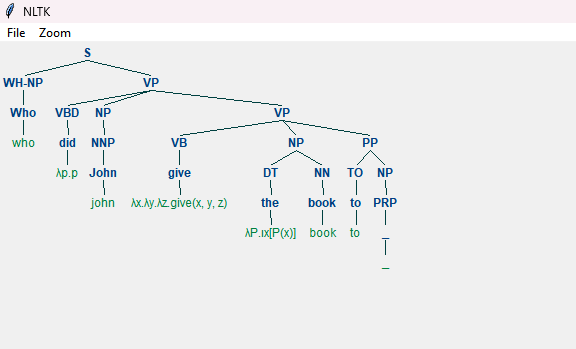 NLTK
File Zoom
S
WH-NP VP
Who VBD NP VP
who did NNP VB NP PP
λp.p John give DT NN TO NP
john λx.λy.λz.give(x, y, z) the book to PRP
λP.ιx[P(x)] book to _
_